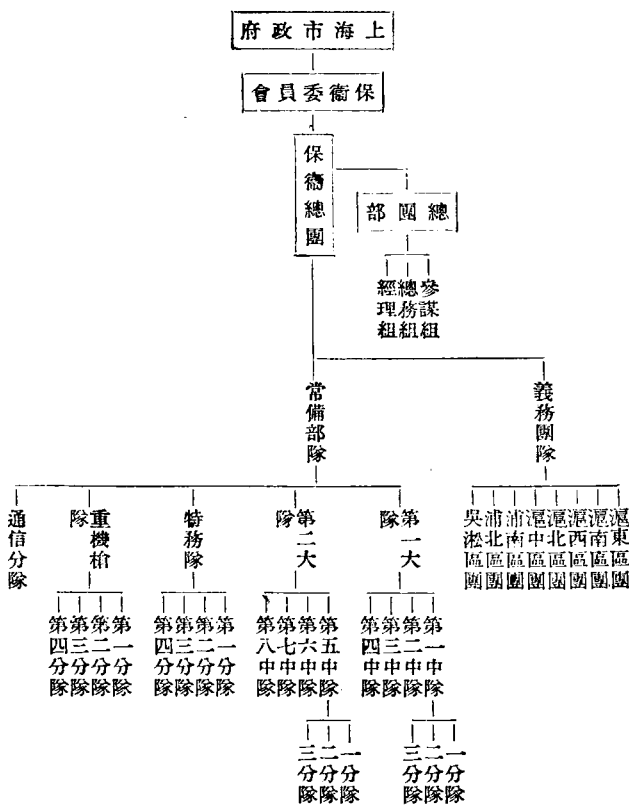 上海市政府
保衞委員會
保衞總團
總團部
參謀組
總務組
經理組
義務團隊
常備部隊
滬東區團
滬南區團
滬西區團
滬北區團
滬中區團
浦南區團
浦北區團
吳淞區團
第一大隊
第二大隊
特務隊
重機槍隊
通信分隊
第一中隊
第二中隊
第三中隊
第四中隊
第五中隊
第六中隊
第七中隊
第八中隊
第一分隊
第二分隊
第三分隊
第四分隊
第一分隊
第二分隊
第三分隊
第四分隊
一分隊
二分隊
三分隊
一分隊
二分隊
三分隊